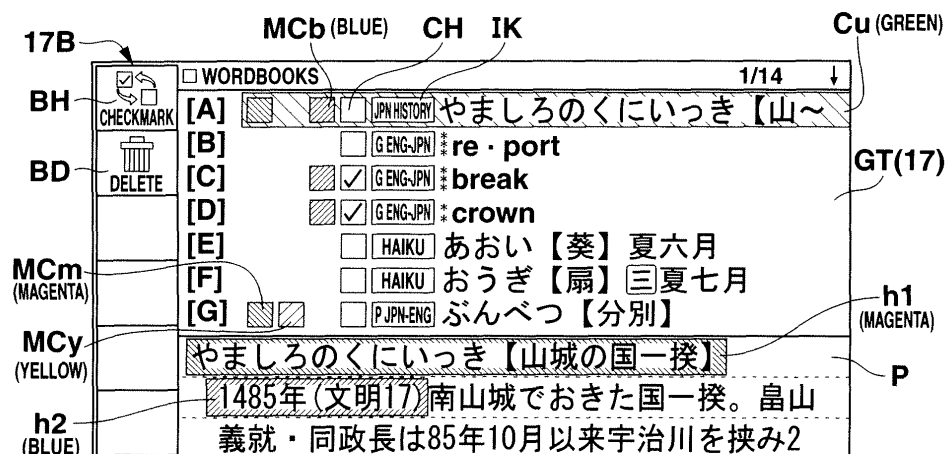 17B
MCb (BLUE) CH IK Cu (GREEN)
BH
CHECKMARK
BD
DELETE
WORDBOOKS 1/14 ↓
[A] JPN HISTORY やましろのくにいっき【山～
[B] G ENG-JPN ⁑re・port
[C] ✓ G ENG-JPN ⁑break
[D] ✓ G ENG-JPN ⁑crown
[E] HAIKU あおい【葵】夏六月
[F] HAIKU おうぎ【扇】三夏七月
[G] P JPN-ENG ぶんべつ【分別】
GT(17)
MCm
(MAGENTA)
MCy
(YELLOW)
h1
(MAGENTA)
P
やましろのくにいっき【山城の国一揆】
1485年(文明17)南山城でおきた国一揆。畠山
h2
(BLUE)
義就・同政長は85年10月以来宇治川を挟み2